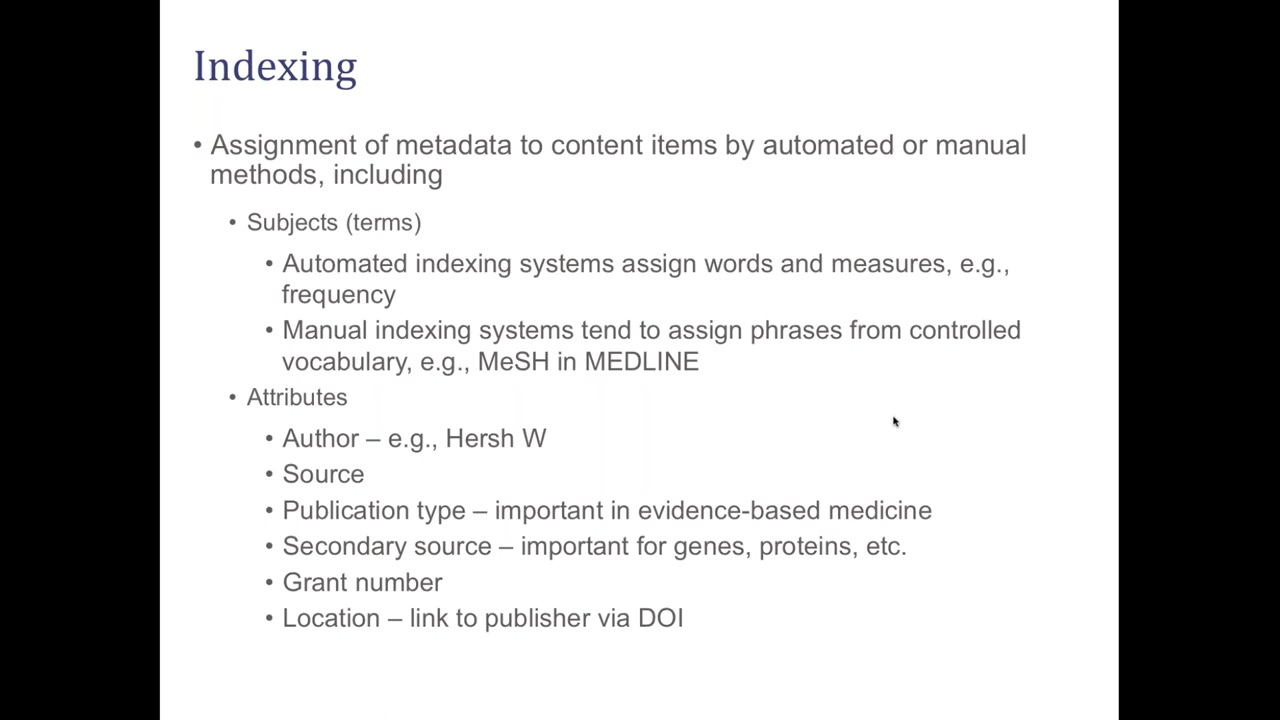 Indexing
• Assignment of metadata to content items by automated or manual
methods, including
• Subjects (terms)
• Automated indexing systems assign words and measures, e.g.,
frequency
• Manual indexing systems tend to assign phrases from controlled
vocabulary, e.g., MeSH in MEDLINE
• Attributes
• Author – e.g., Hersh W
• Source
• Publication type – important in evidence-based medicine
• Secondary source – important for genes, proteins, etc.
• Grant number
• Location – link to publisher via DOI